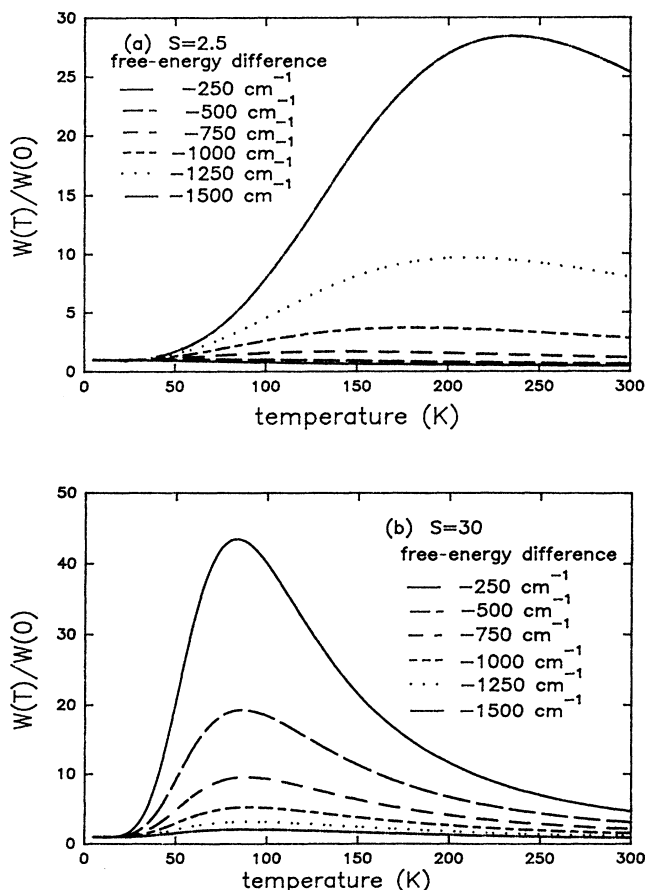 (a) S=2.5
free-energy difference
−250 cm−1
−500 cm−1
−750 cm−1
−1000 cm−1
−1250 cm−1
−1500 cm−1
W(T)/W(0)
30
25
20
15
10
5
0
0 50 100 150 200 250 300
temperature (K)
(b) S=30
free-energy difference
−250 cm−1
−500 cm−1
−750 cm−1
−1000 cm−1
−1250 cm−1
−1500 cm−1
W(T)/W(0)
50
40
30
20
10
0
0 50 100 150 200 250 300
temperature (K)